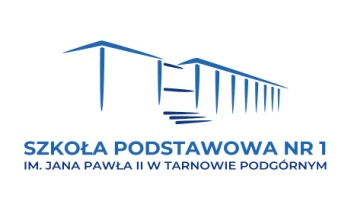 SZKOŁA PODSTAWOWA NR 1
IM. JANA PAWŁA II W TARNOWIE PODGÓRNYM